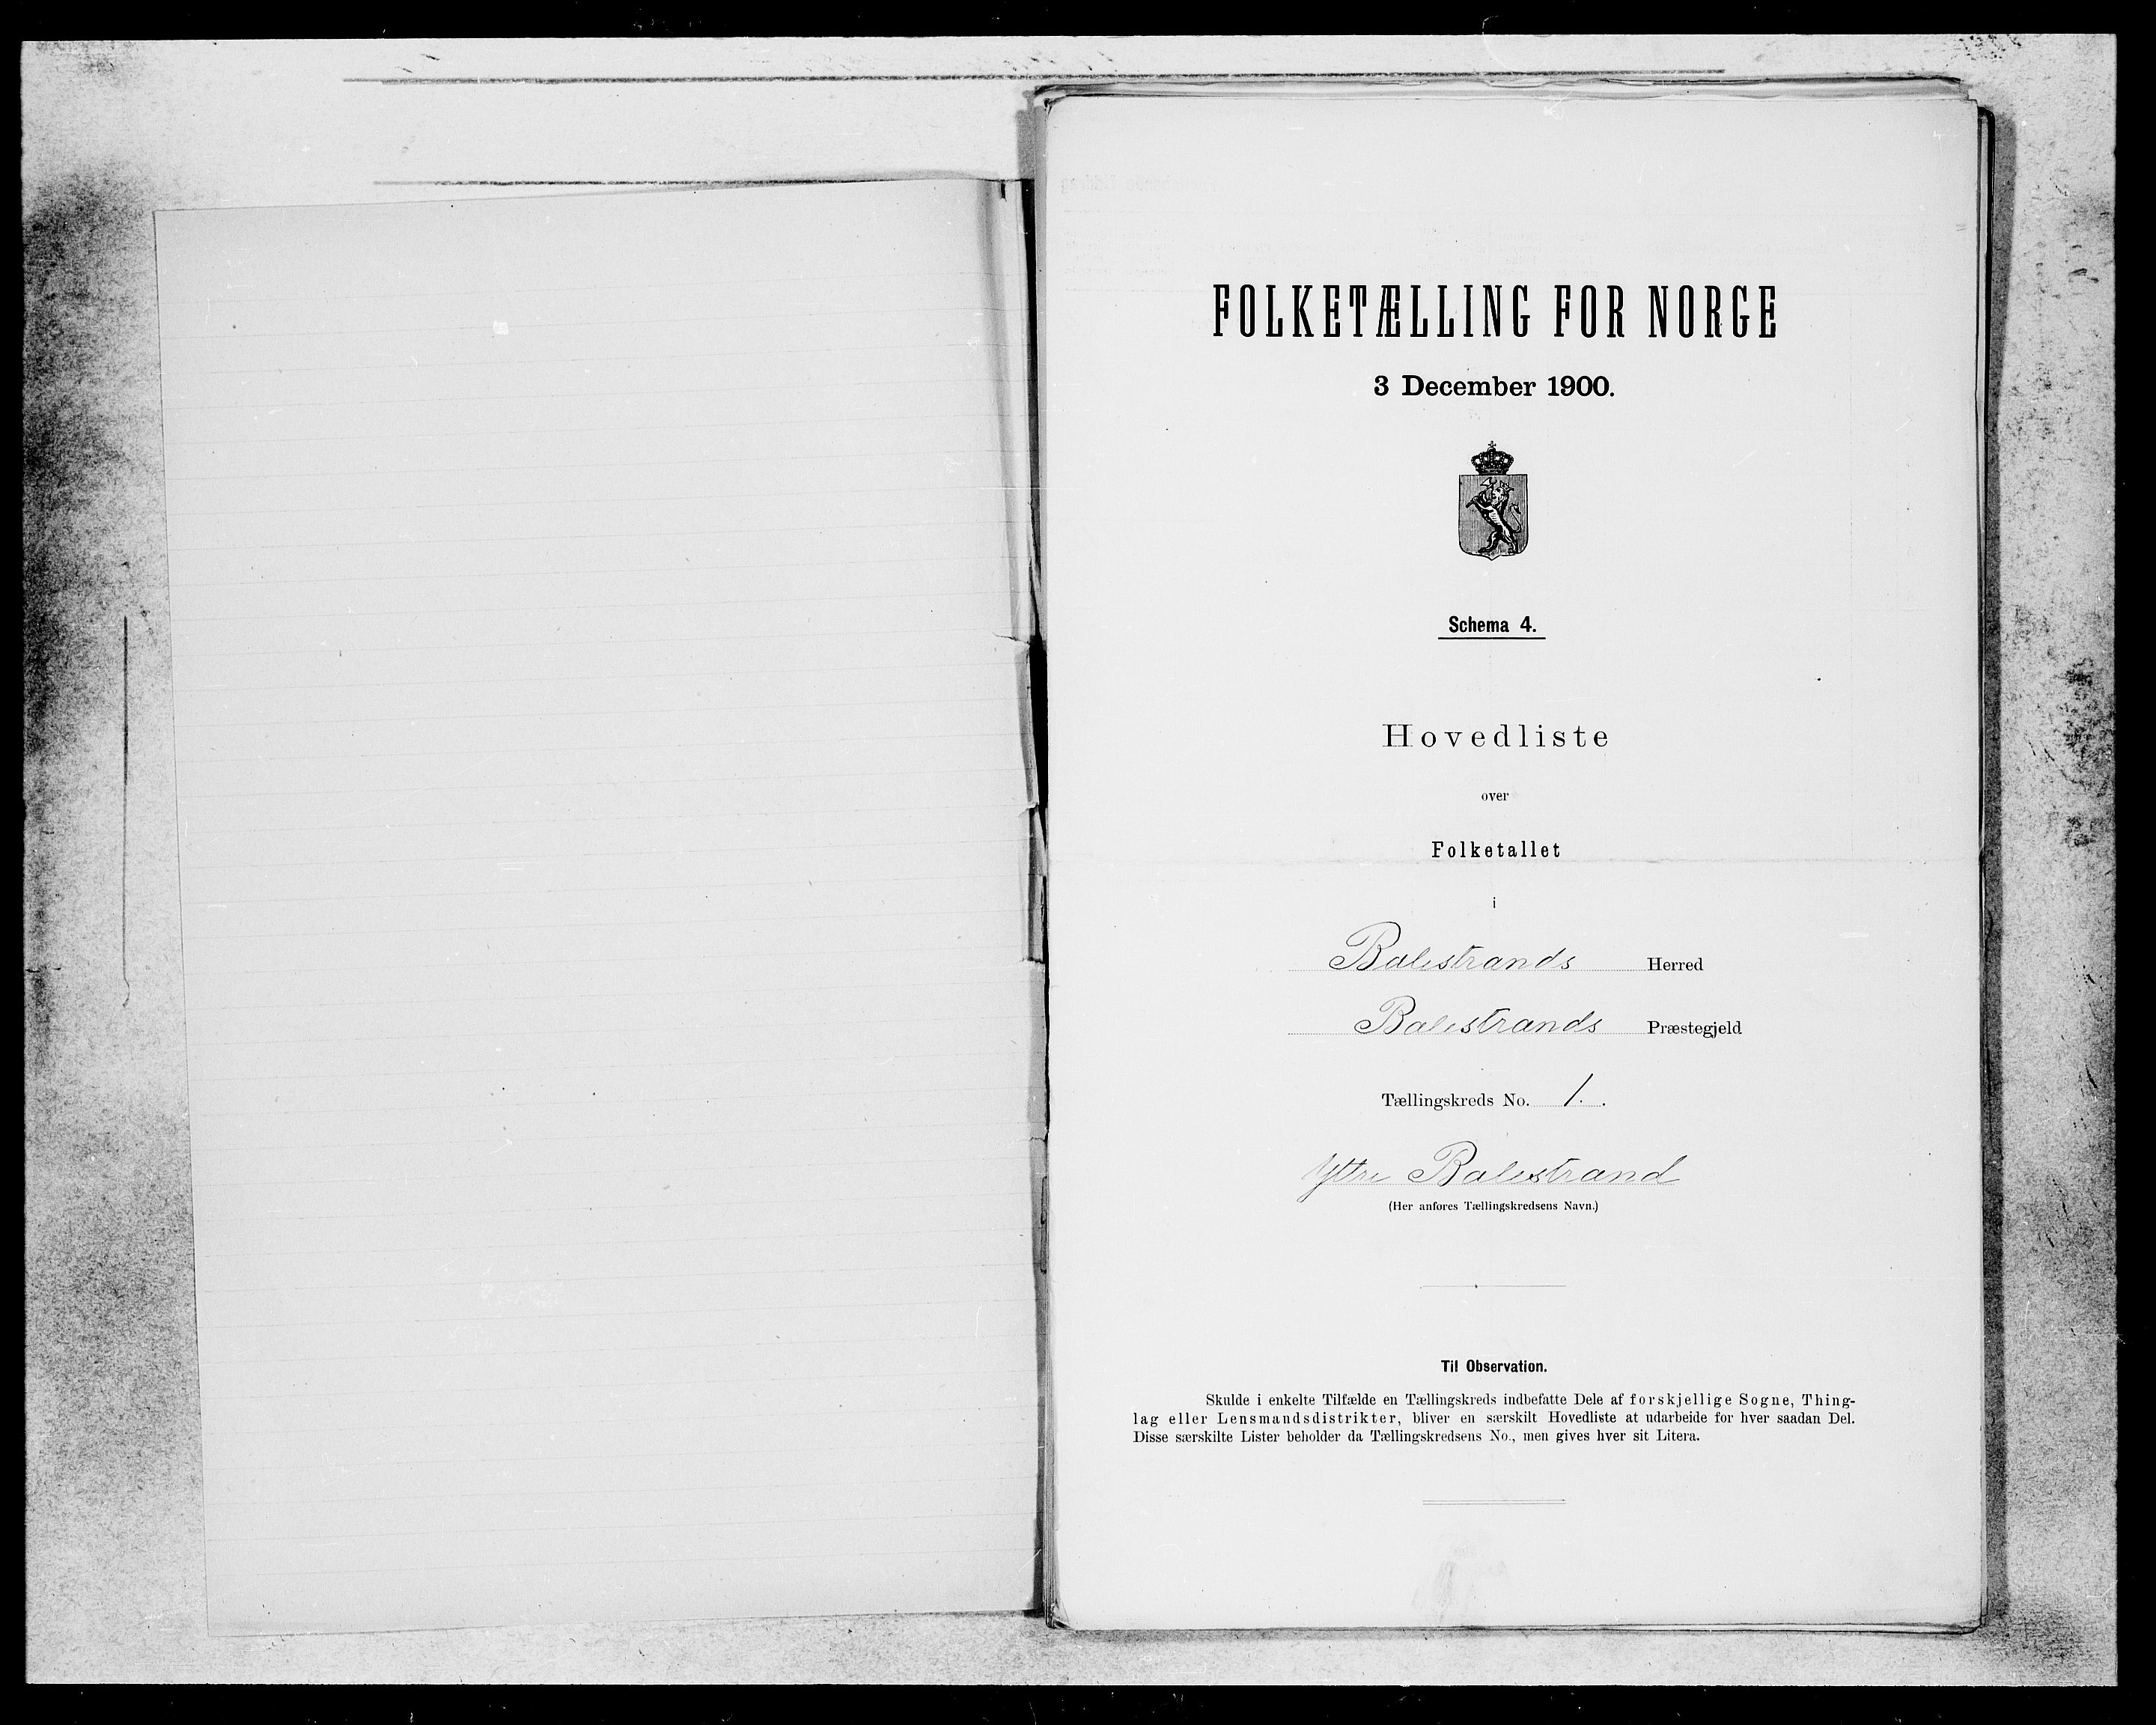 FOLKETÆLLING FOR NORGE
3 December 1900.
Schema 4.
Hovedliste
over
Folketallet
i
Balestrands Herred
Balestrands Præstegjeld
Tællingskreds No. 1.
Ytre Balestrand
(Her anføres Tællingskredsens Navn.)
Til Observation.
Skulde i enkelte Tilfælde en Tællingskreds indbefatte Dele af forskjellige Sogne, Thing-
lag eller Lensmandsdistrikter, bliver en særskilt Hovedliste at udarbeide for hver saadan Del.
Disse særskilte Lister beholder da Tællingskredsens No., men gives hver sit Litera.